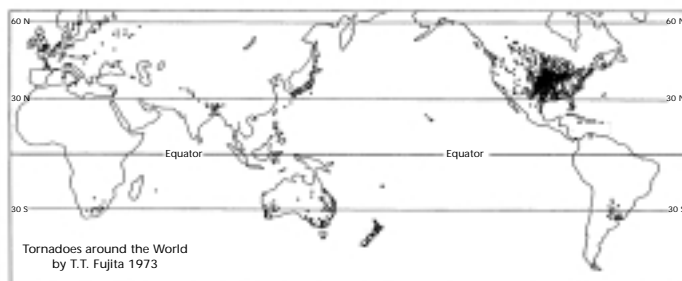 60 N 60 N
30 N 30 N
Equator Equator
30 S 30 S
Tornadoes around the World
by T.T. Fujita 1973